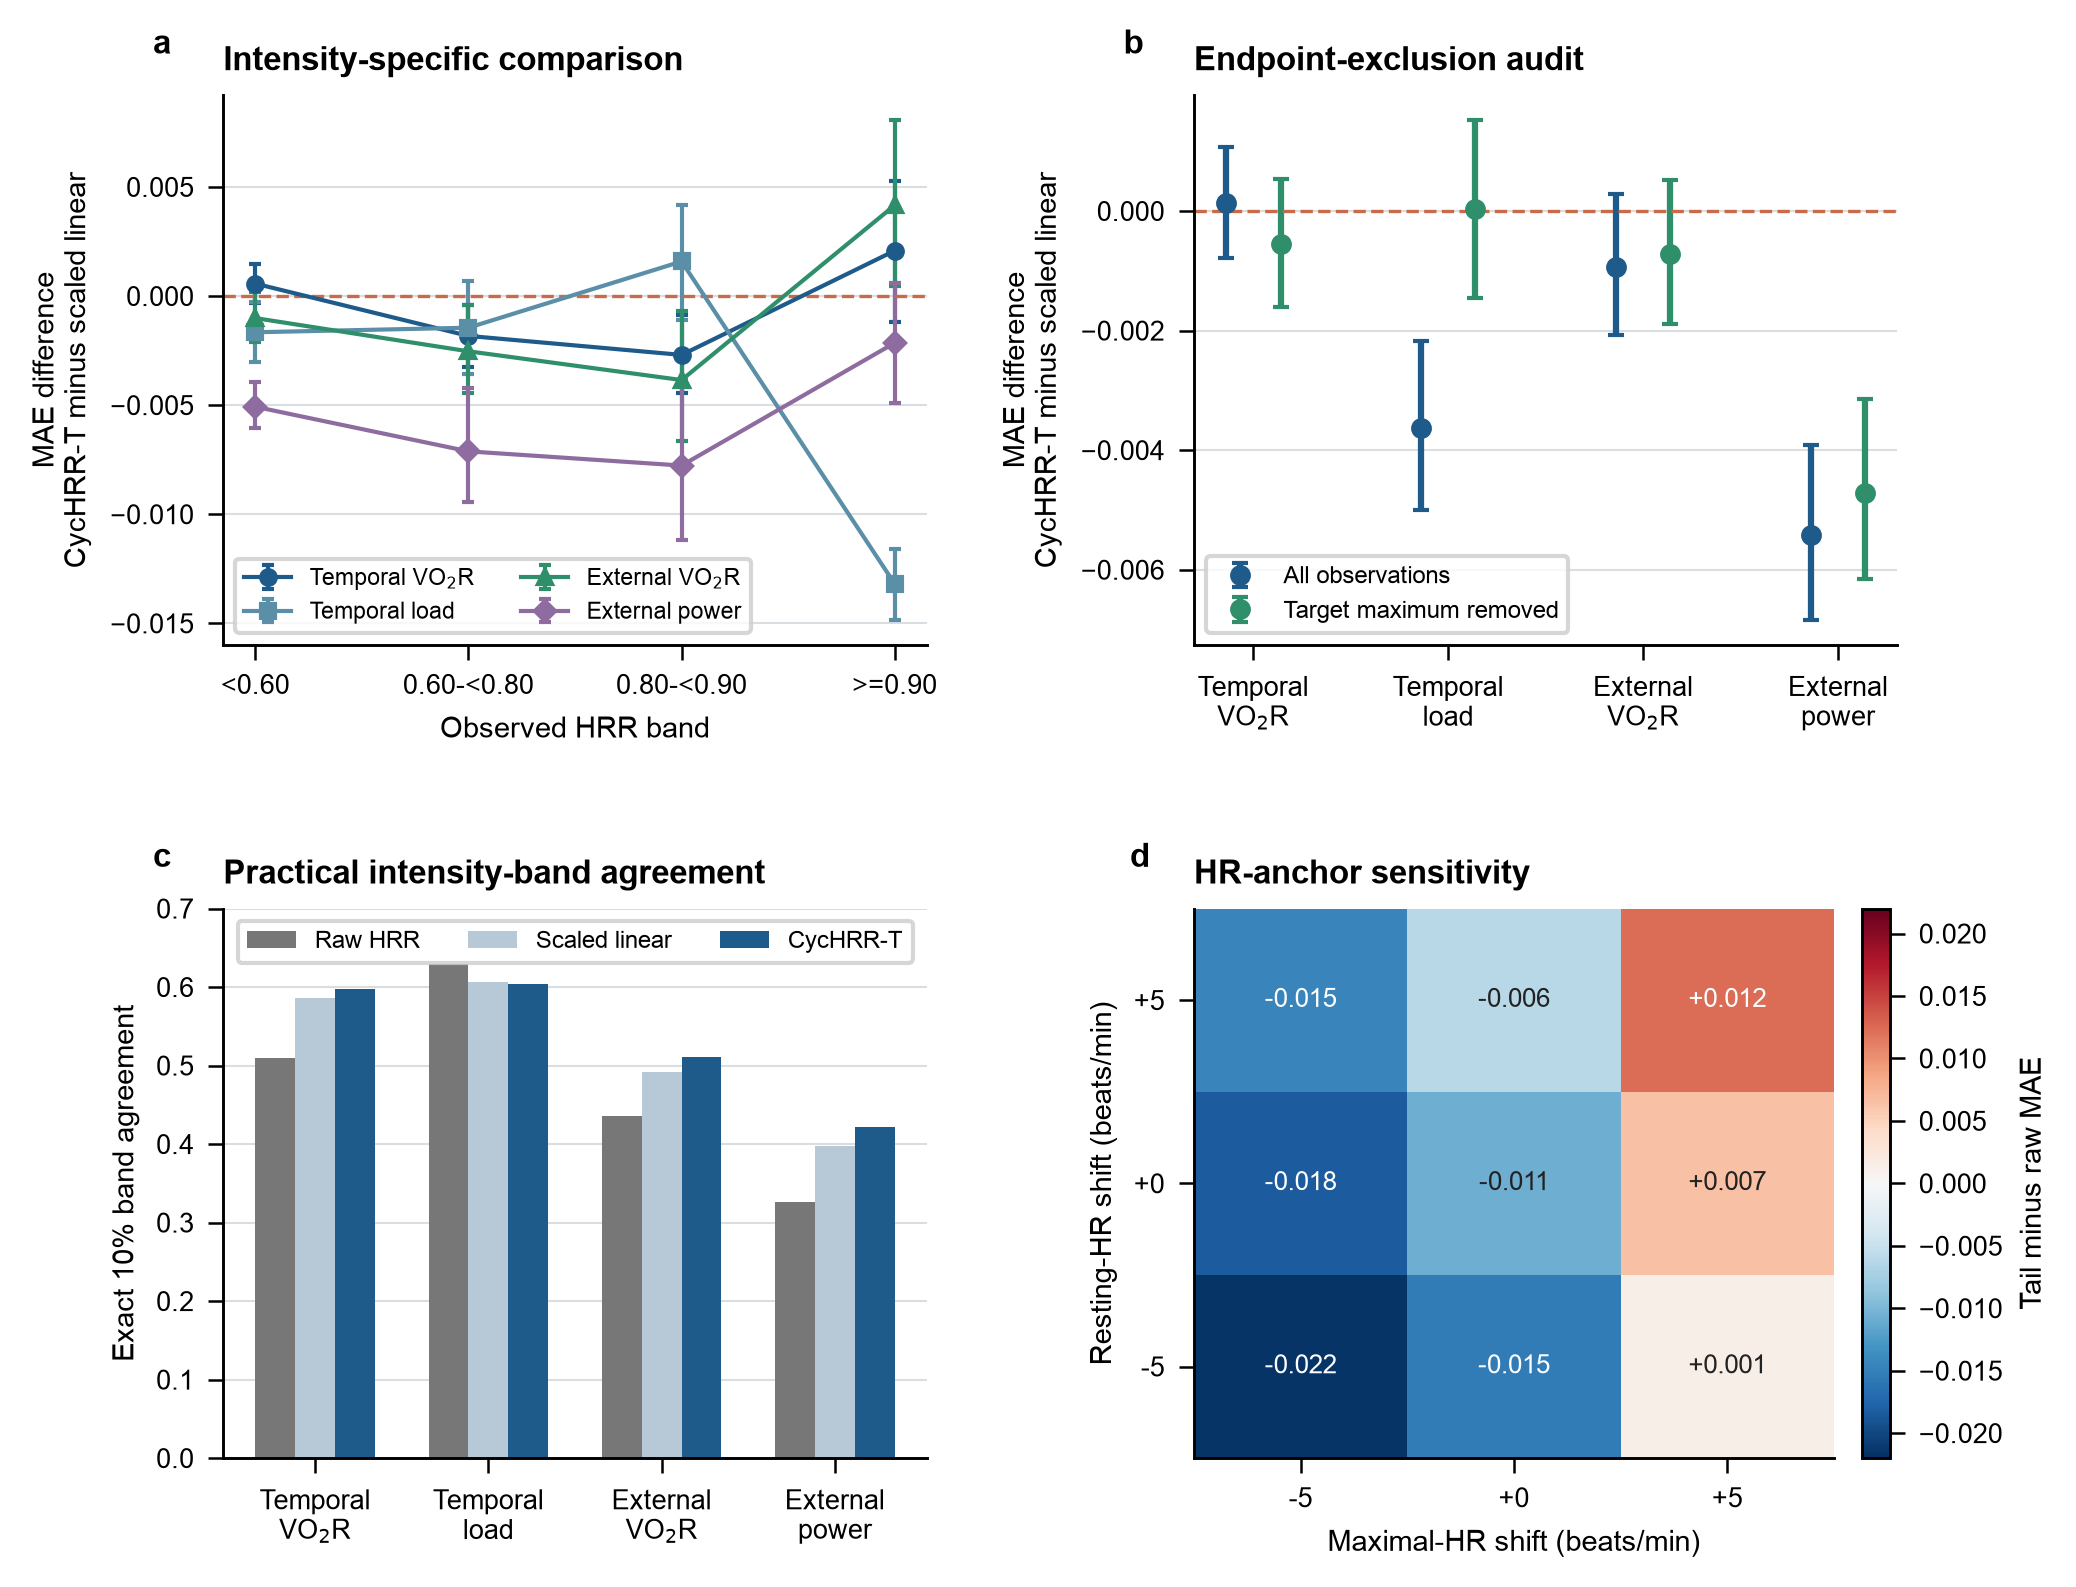 a
Intensity-specific comparison
MAE difference
CycHRR-T minus scaled linear
0.005
0.000
−0.005
−0.010
−0.015
Temporal VO₂R
Temporal load
External VO₂R
External power
<0.60
0.60-<0.80
0.80-<0.90
>=0.90
Observed HRR band
b
Endpoint-exclusion audit
MAE difference
CycHRR-T minus scaled linear
0.000
−0.002
−0.004
−0.006
All observations
Target maximum removed
Temporal
VO₂R
Temporal
load
External
VO₂R
External
power
c
Practical intensity-band agreement
Exact 10% band agreement
0.7
0.6
0.5
0.4
0.3
0.2
0.1
0.0
Raw HRR
Scaled linear
CycHRR-T
Temporal
VO₂R
Temporal
load
External
VO₂R
External
power
d
HR-anchor sensitivity
Resting-HR shift (beats/min)
+5
+0
-5
-0.015
-0.006
+0.012
-0.018
-0.011
+0.007
-0.022
-0.015
+0.001
-5
+0
+5
Maximal-HR shift (beats/min)
0.020
0.015
0.010
0.005
0.000
−0.005
−0.010
−0.015
−0.020
Tail minus raw MAE